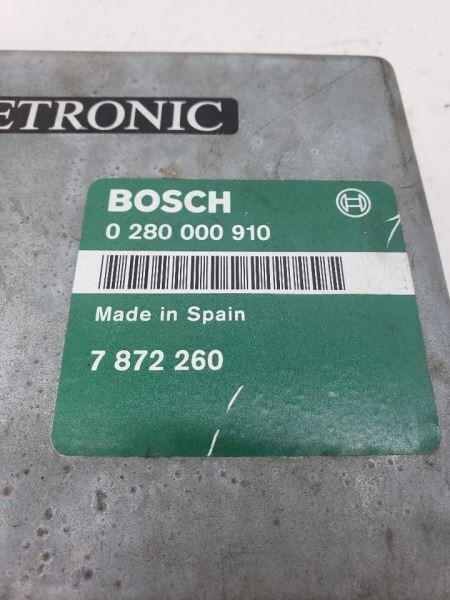 ETRONIC
BOSCH
0 280 000 910
Made in Spain
7 872 260